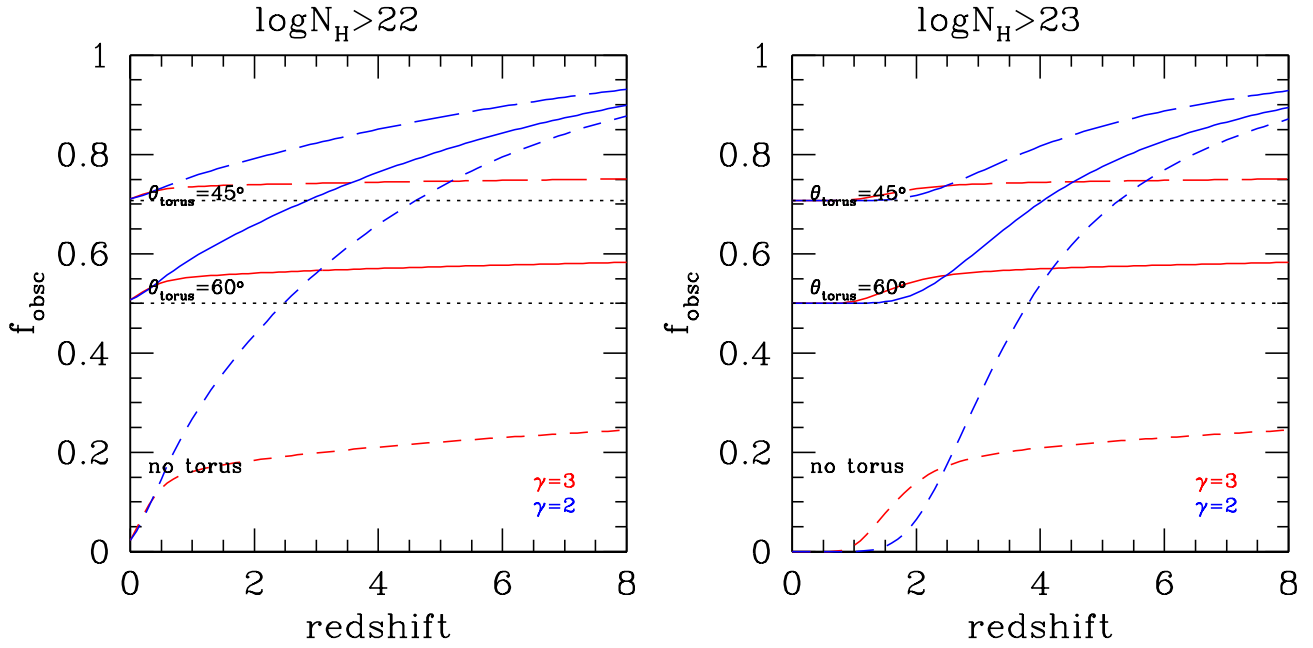 logN_H>22
1
0.8
0.6
0.4
0.2
0
f_obsc
θ_torus=45°
θ_torus=60°
no torus
γ=3
γ=2
0 2 4 6 8
redshift
logN_H>23
1
0.8
0.6
0.4
0.2
0
f_obsc
θ_torus=45°
θ_torus=60°
no torus
γ=3
γ=2
0 2 4 6 8
redshift